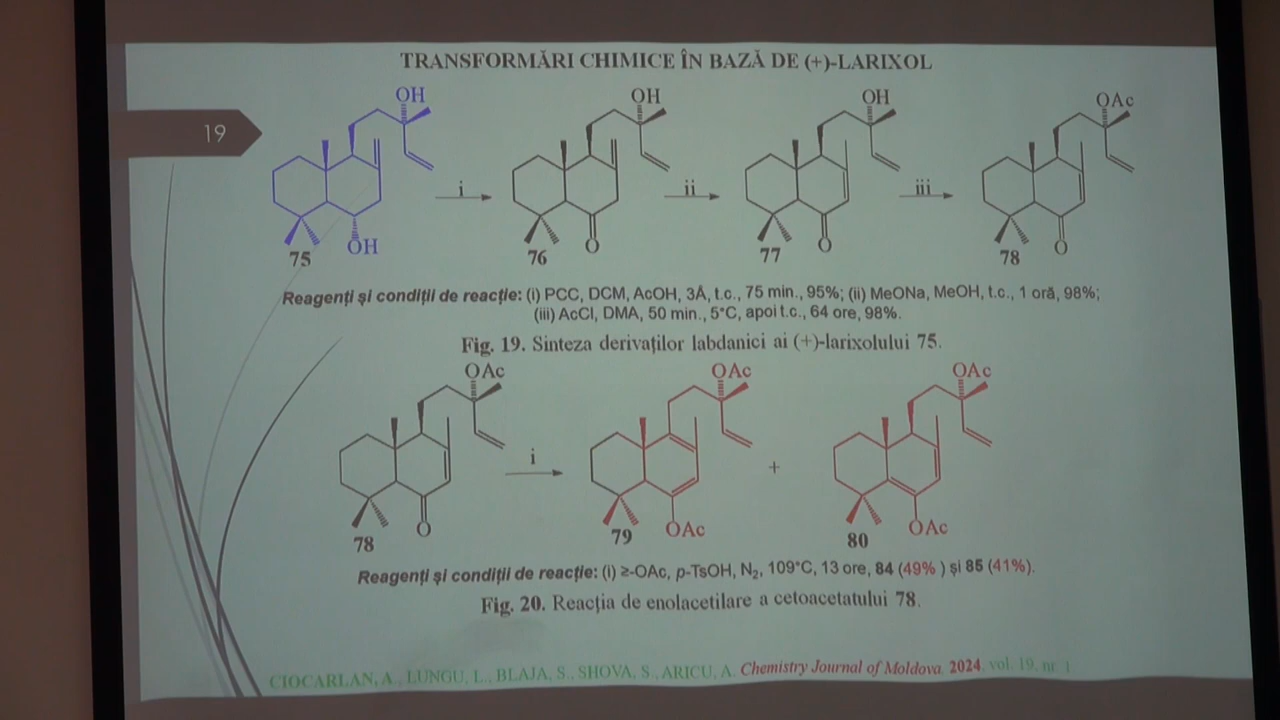 TRANSFORMĂRI CHIMICE ÎN BAZĂ DE (+)-LARIXOL
19
OH OH OH OAc
i ii iii
OH O O O
75 76 77 78
Reagenți și condiții de reacție: (i) PCC, DCM, AcOH, 3Å, t.c., 75 min., 95%; (ii) MeONa, MeOH, t.c., 1 oră, 98%;
(iii) AcCl, DMA, 50 min., 5°C, apoi t.c., 64 ore, 98%.
Fig. 19. Sinteza derivaților labdanici ai (+)-larixolului 75.
OAc OAc OAc
i +
O OAc OAc
78 79 80
Reagenți și condiții de reacție: (i) ≥-OAc, p-TsOH, N₂, 109°C, 13 ore, 84 (49% ) și 85 (41%).
Fig. 20. Reacția de enolacetilare a cetoacetatului 78.
CIOCARLAN, A., LUNGU, L., BLAJA, S., SHOVA, S., ARICU, A. Chemistry Journal of Moldova. 2024, vol. 19, nr. 1